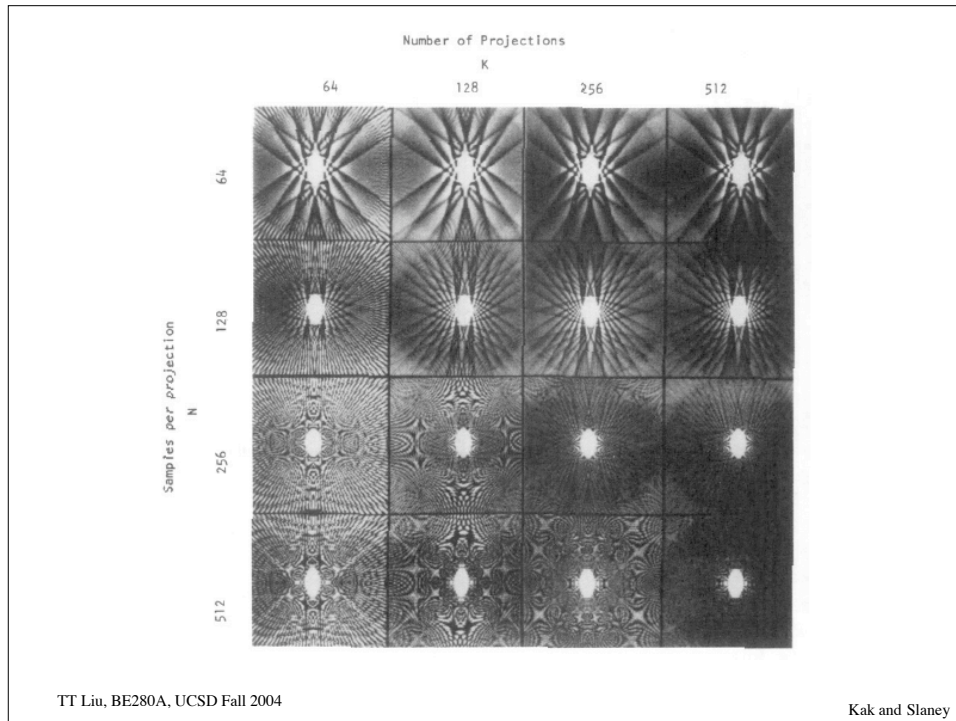 Number of Projections
K
64 128 256 512
Samples per projection
N
64
128
256
512
TT Liu, BE280A, UCSD Fall 2004
Kak and Slaney